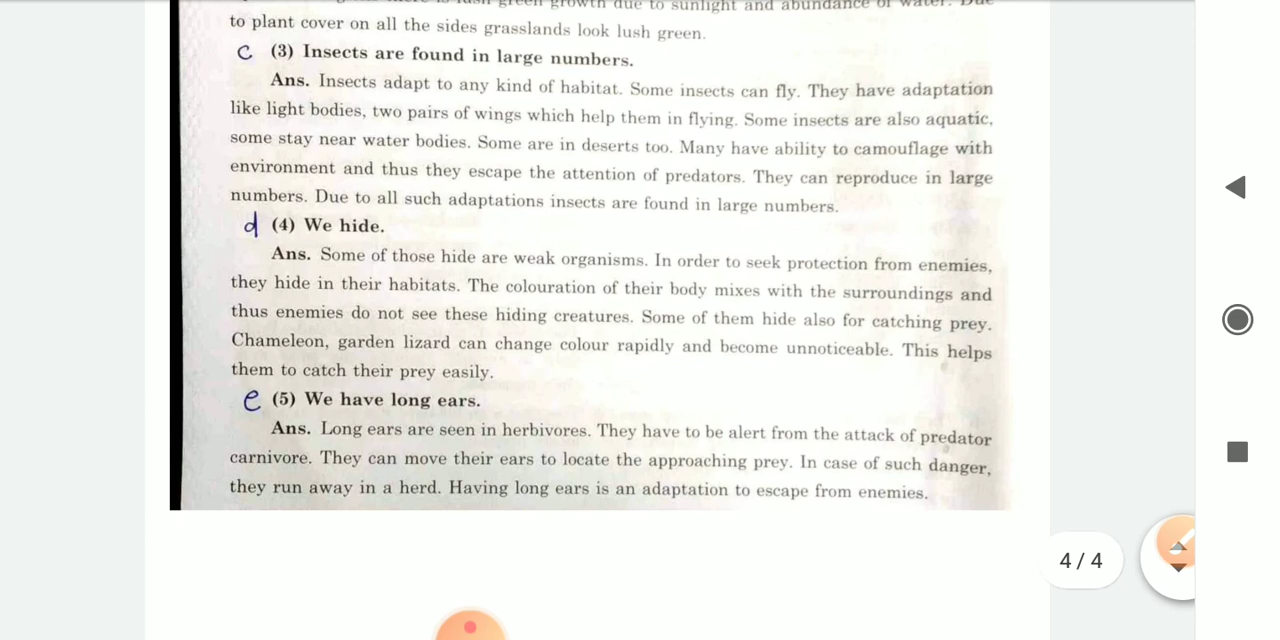 green growth due to sunlight and abundance of water. Due
to plant cover on all the sides grasslands look lush green.
c (3) Insects are found in large numbers.
Ans. Insects adapt to any kind of habitat. Some insects can fly. They have adaptation
like light bodies, two pairs of wings which help them in flying. Some insects are also aquatic,
some stay near water bodies. Some are in deserts too. Many have ability to camouflage with
environment and thus they escape the attention of predators. They can reproduce in large
numbers. Due to all such adaptations insects are found in large numbers.
d (4) We hide.
Ans. Some of those hide are weak organisms. In order to seek protection from enemies,
they hide in their habitats. The colouration of their body mixes with the surroundings and
thus enemies do not see these hiding creatures. Some of them hide also for catching prey.
Chameleon, garden lizard can change colour rapidly and become unnoticeable. This helps
them to catch their prey easily.
e (5) We have long ears.
Ans. Long ears are seen in herbivores. They have to be alert from the attack of predator
carnivore. They can move their ears to locate the approaching prey. In case of such danger,
they run away in a herd. Having long ears is an adaptation to escape from enemies.
4 / 4